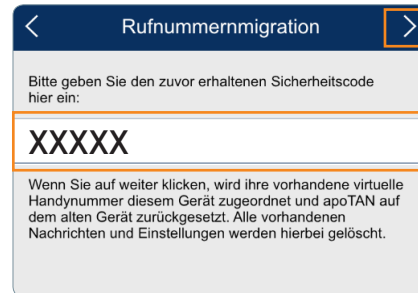 Rufnummernmigration
Bitte geben Sie den zuvor erhaltenen Sicherheitscode
hier ein:
XXXXX
Wenn Sie auf weiter klicken, wird ihre vorhandene virtuelle
Handynummer diesem Gerät zugeordnet und apoTAN auf
dem alten Gerät zurückgesetzt. Alle vorhandenen
Nachrichten und Einstellungen werden hierbei gelöscht.